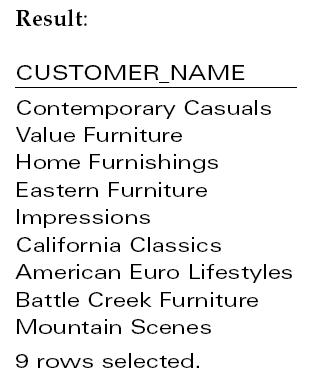 Result:
CUSTOMER_NAME
Contemporary Casuals
Value Furniture
Home Furnishings
Eastern Furniture
Impressions
California Classics
American Euro Lifestyles
Battle Creek Furniture
Mountain Scenes
9 rows selected.